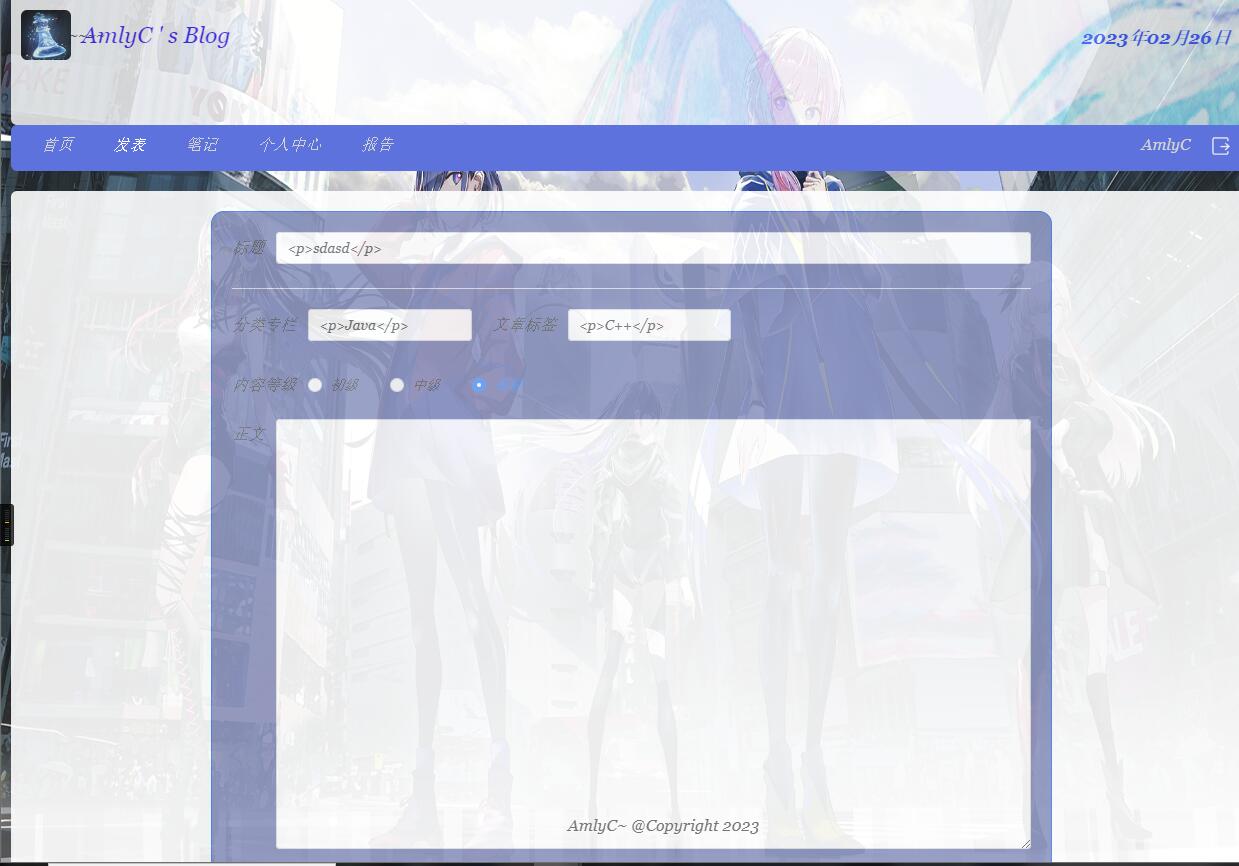 ~~AmlyC ' s Blog
2023年02月26日
首页 发表 笔记 个人中心 报告
AmlyC
标题 <p>sdasd</p>
分类专栏 <p>Java</p> 文章标签 <p>C++</p>
内容等级 初级 中级 高级
正文
AmlyC~ @Copyright 2023